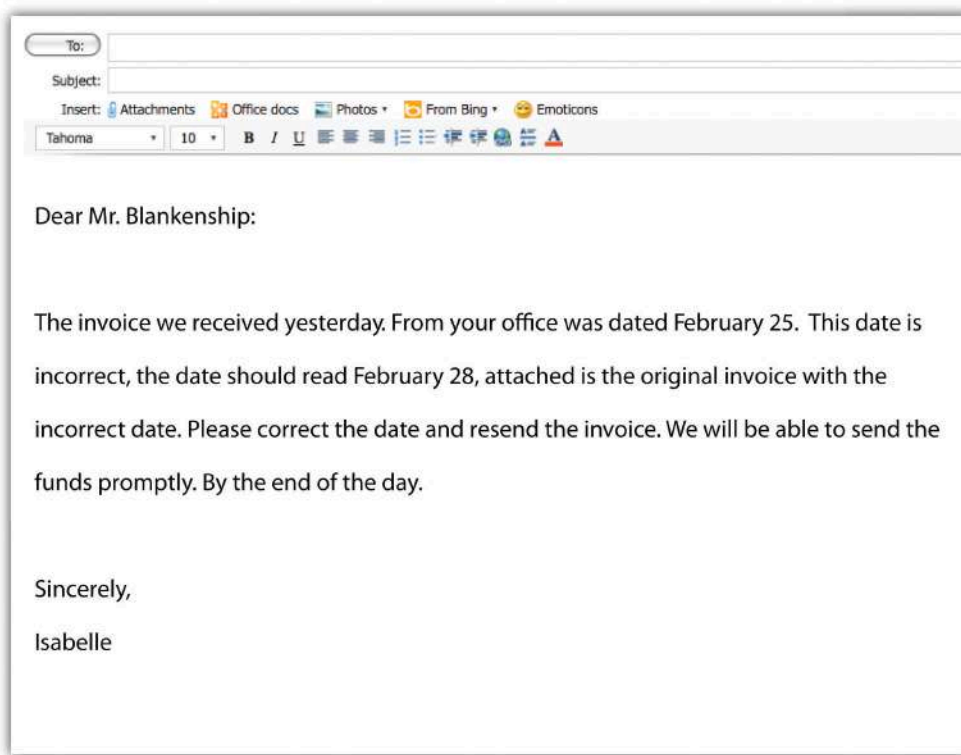 To:
Subject:
Insert: Attachments Office docs Photos From Bing Emoticons
Tahoma 10 B I U A
Dear Mr. Blankenship:
The invoice we received yesterday. From your office was dated February 25. This date is
incorrect, the date should read February 28, attached is the original invoice with the
incorrect date. Please correct the date and resend the invoice. We will be able to send the
funds promptly. By the end of the day.
Sincerely,
Isabelle